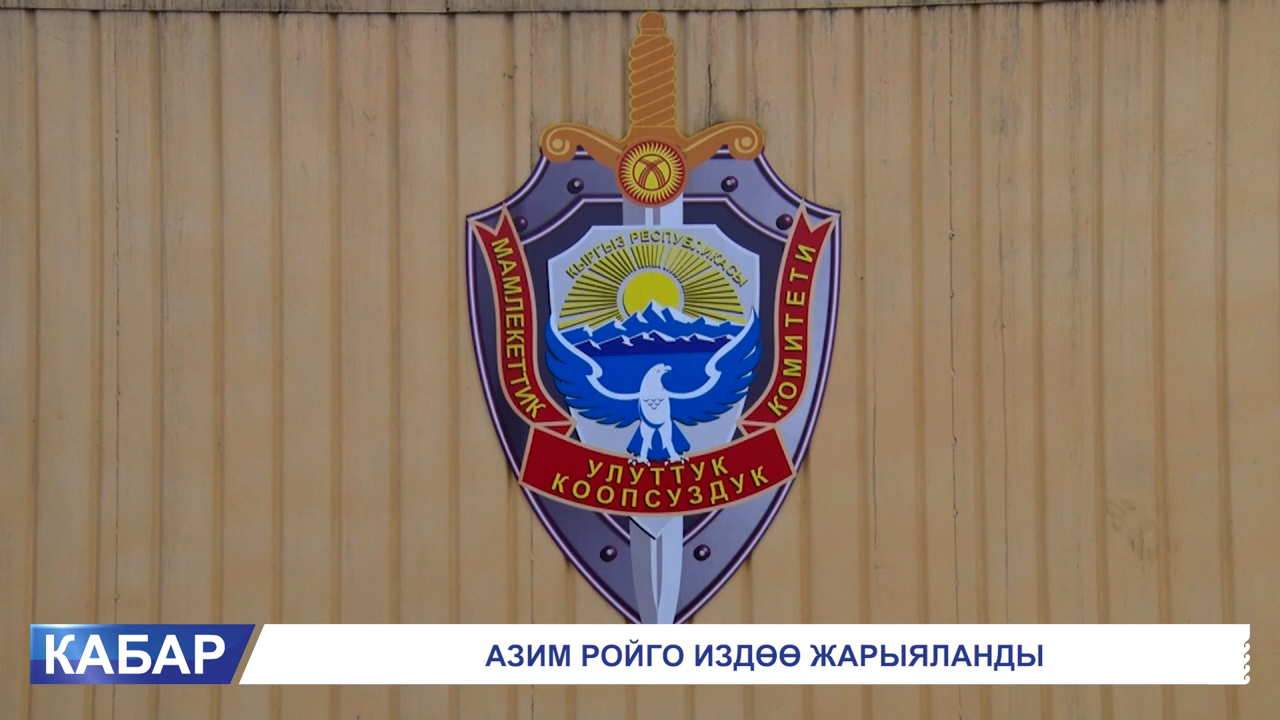 КЫРГЫЗ РЕСПУБЛИКАСЫ
МАМЛЕКЕТТИК
УЛУТТУК
КООПСУЗДУК
КОМИТЕТИ
КАБАР
АЗИМ РОЙГО ИЗДӨӨ ЖАРЫЯЛАНДЫ